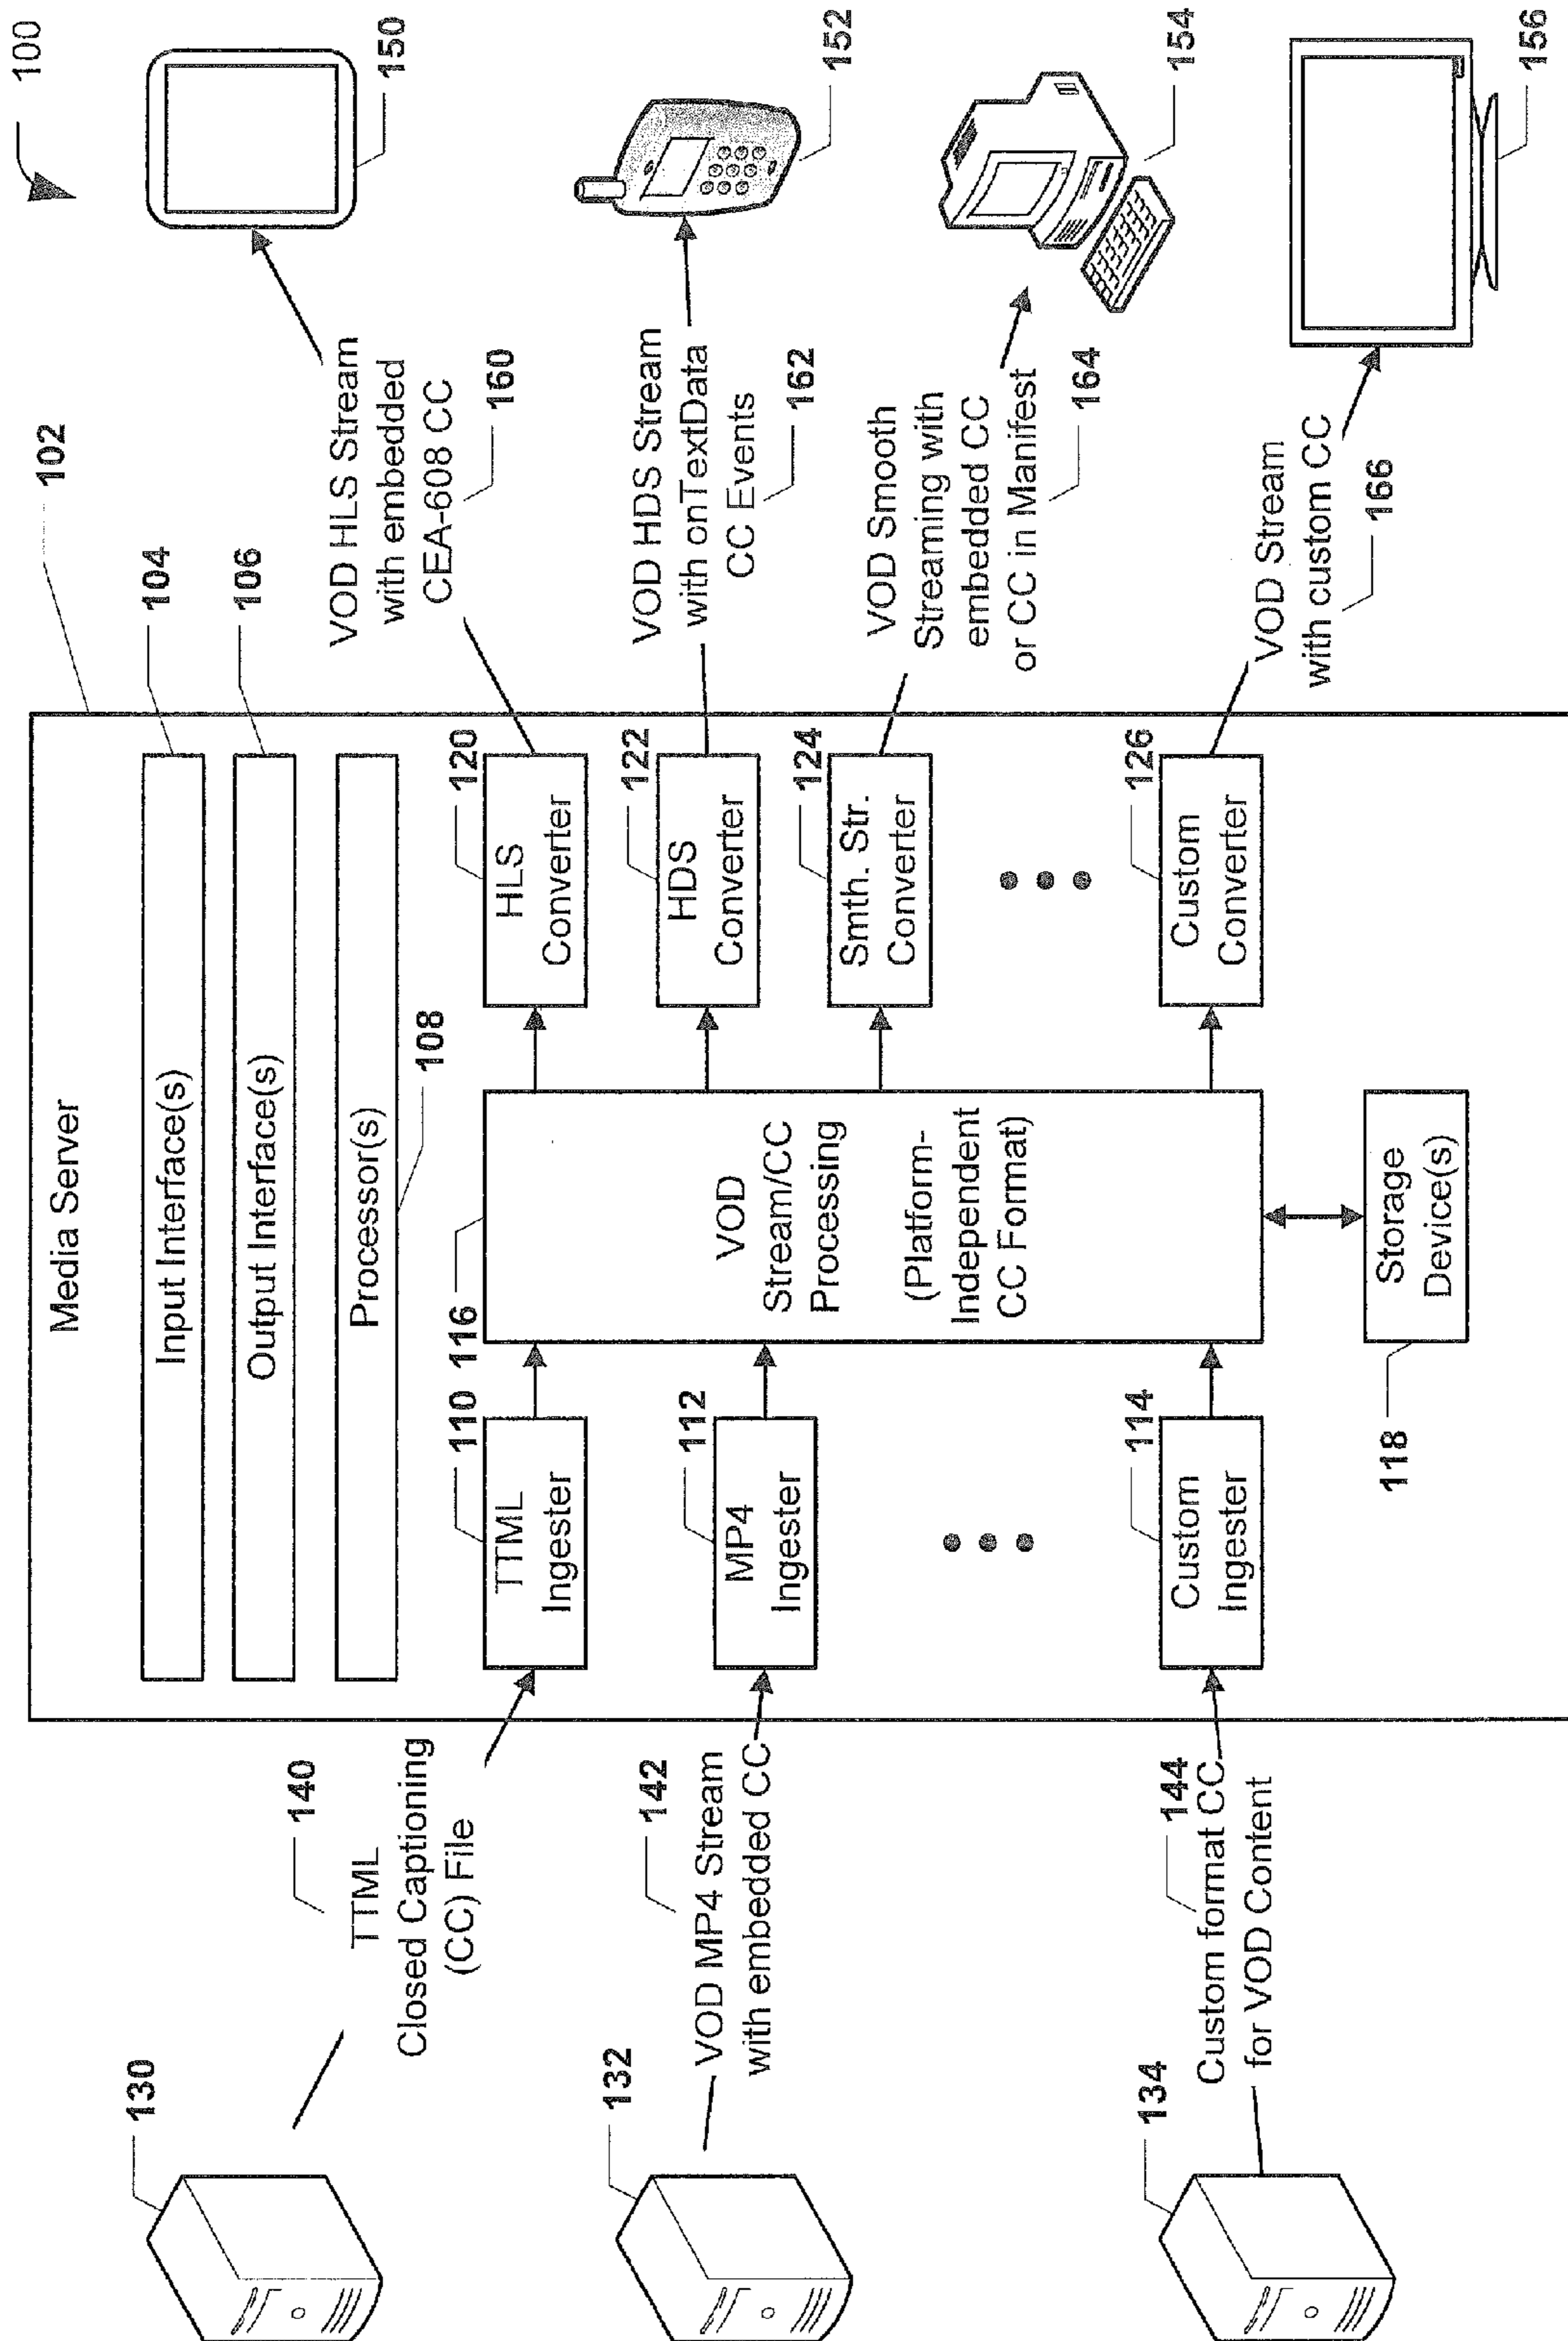 100
102
Media Server
104
Input Interface(s)
106
Output Interface(s)
Processor(s)
108
130
140
TTML
Closed Captioning
(CC) File
110
TTML
Ingester
116
VOD
Stream/CC
Processing
(Platform-
Independent
CC Format)
120
HLS
Converter
VOD HLS Stream
with embedded
CEA-608 CC
160
150
132
142
VOD MP4 Stream
with embedded CC
112
MP4
Ingester
122
HDS
Converter
VOD HDS Stream
with onTextData
CC Events
162
152
124
Smth. Str.
Converter
VOD Smooth
Streaming with
embedded CC
or CC in Manifest
164
154
134
144
Custom format CC
for VOD Content
114
Custom
Ingester
126
Custom
Converter
VOD Stream
with custom CC
166
156
118
Storage
Device(s)